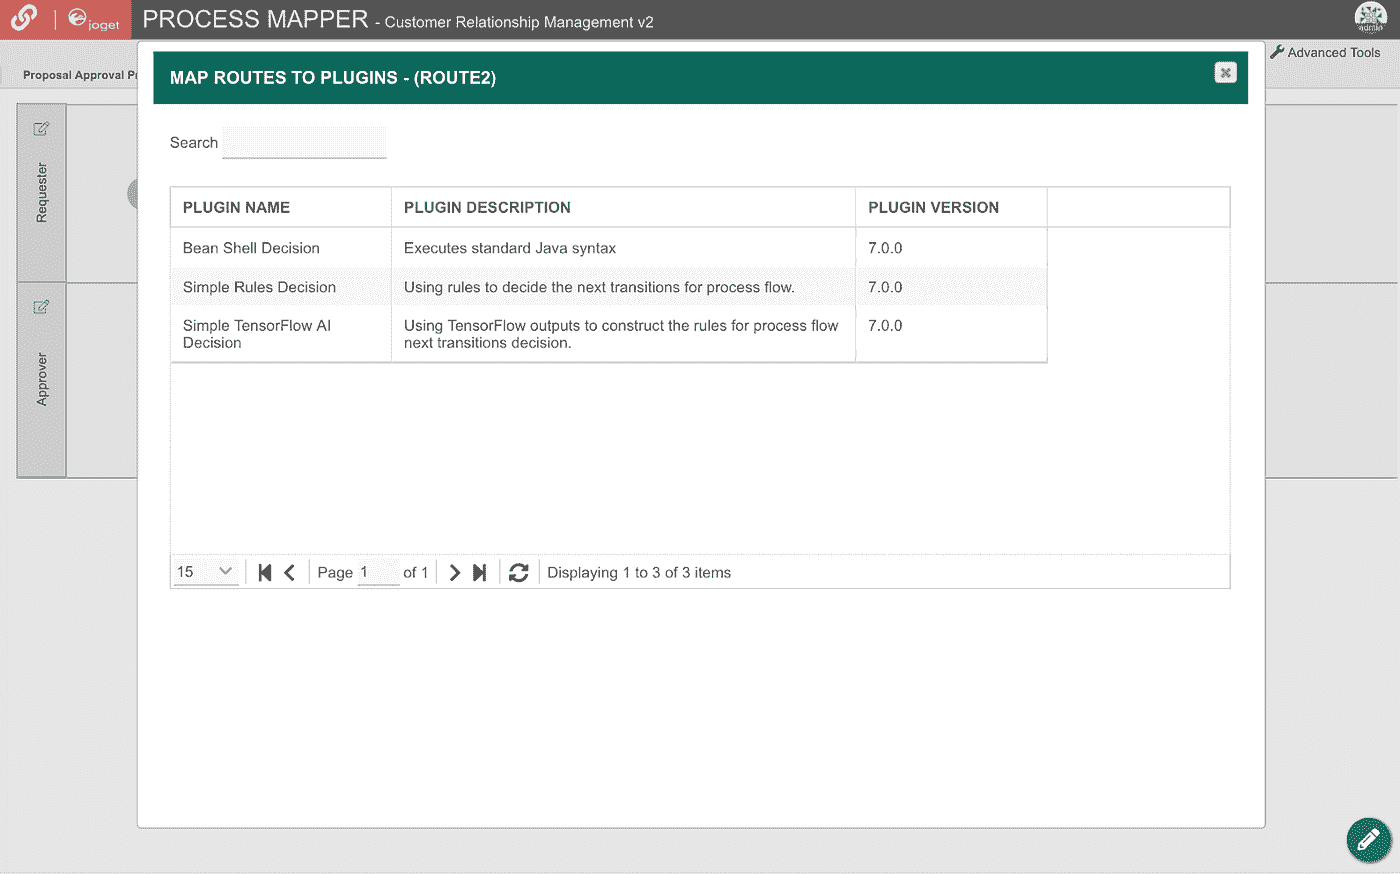 joget
PROCESS MAPPER - Customer Relationship Management v2
admin
Advanced Tools
Proposal Approval
MAP ROUTES TO PLUGINS - (ROUTE2)
Requester
Approver
Search
PLUGIN NAME PLUGIN DESCRIPTION PLUGIN VERSION
Bean Shell Decision Executes standard Java syntax 7.0.0
Simple Rules Decision Using rules to decide the next transitions for process flow. 7.0.0
Simple TensorFlow AI Using TensorFlow outputs to construct the rules for process flow 7.0.0
Decision next transitions decision.
15 Page 1 of 1 Displaying 1 to 3 of 3 items